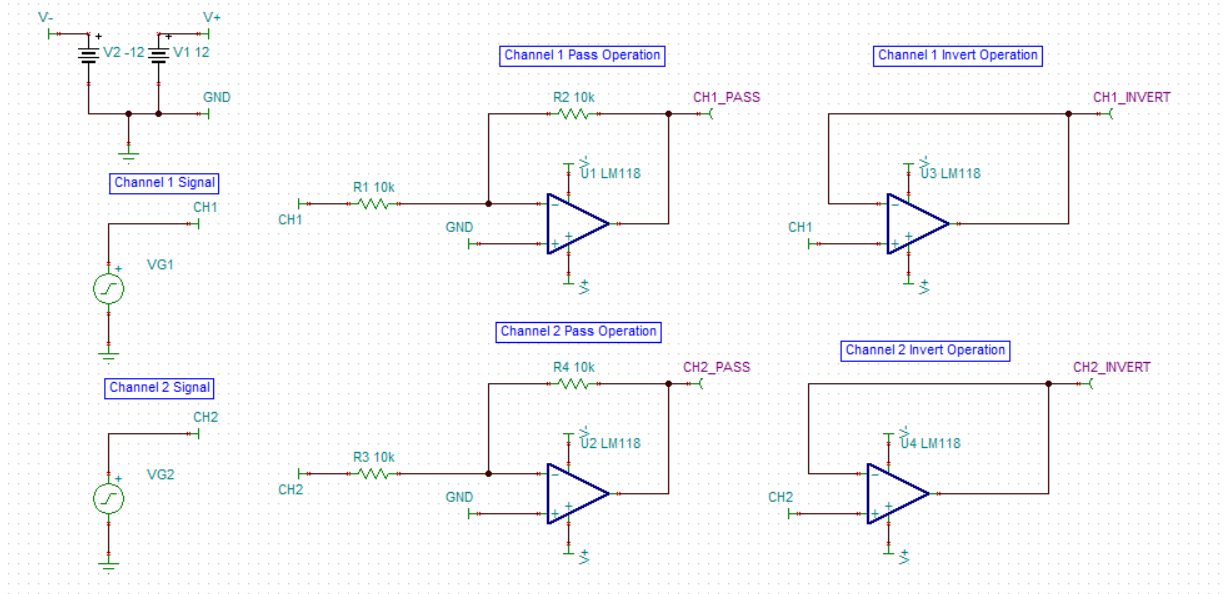 V-
V+
V2 -12
V1 12
GND
Channel 1 Signal
CH1
VG1
Channel 2 Signal
CH2
VG2
Channel 1 Pass Operation
R2 10k
CH1_PASS
V-
U1 LM118
R1 10k
CH1
GND
V+
Channel 1 Invert Operation
CH1_INVERT
V-
U3 LM118
CH1
V+
Channel 2 Pass Operation
R4 10k
CH2_PASS
V-
U2 LM118
R3 10k
CH2
GND
V+
Channel 2 Invert Operation
CH2_INVERT
V-
U4 LM118
CH2
V+